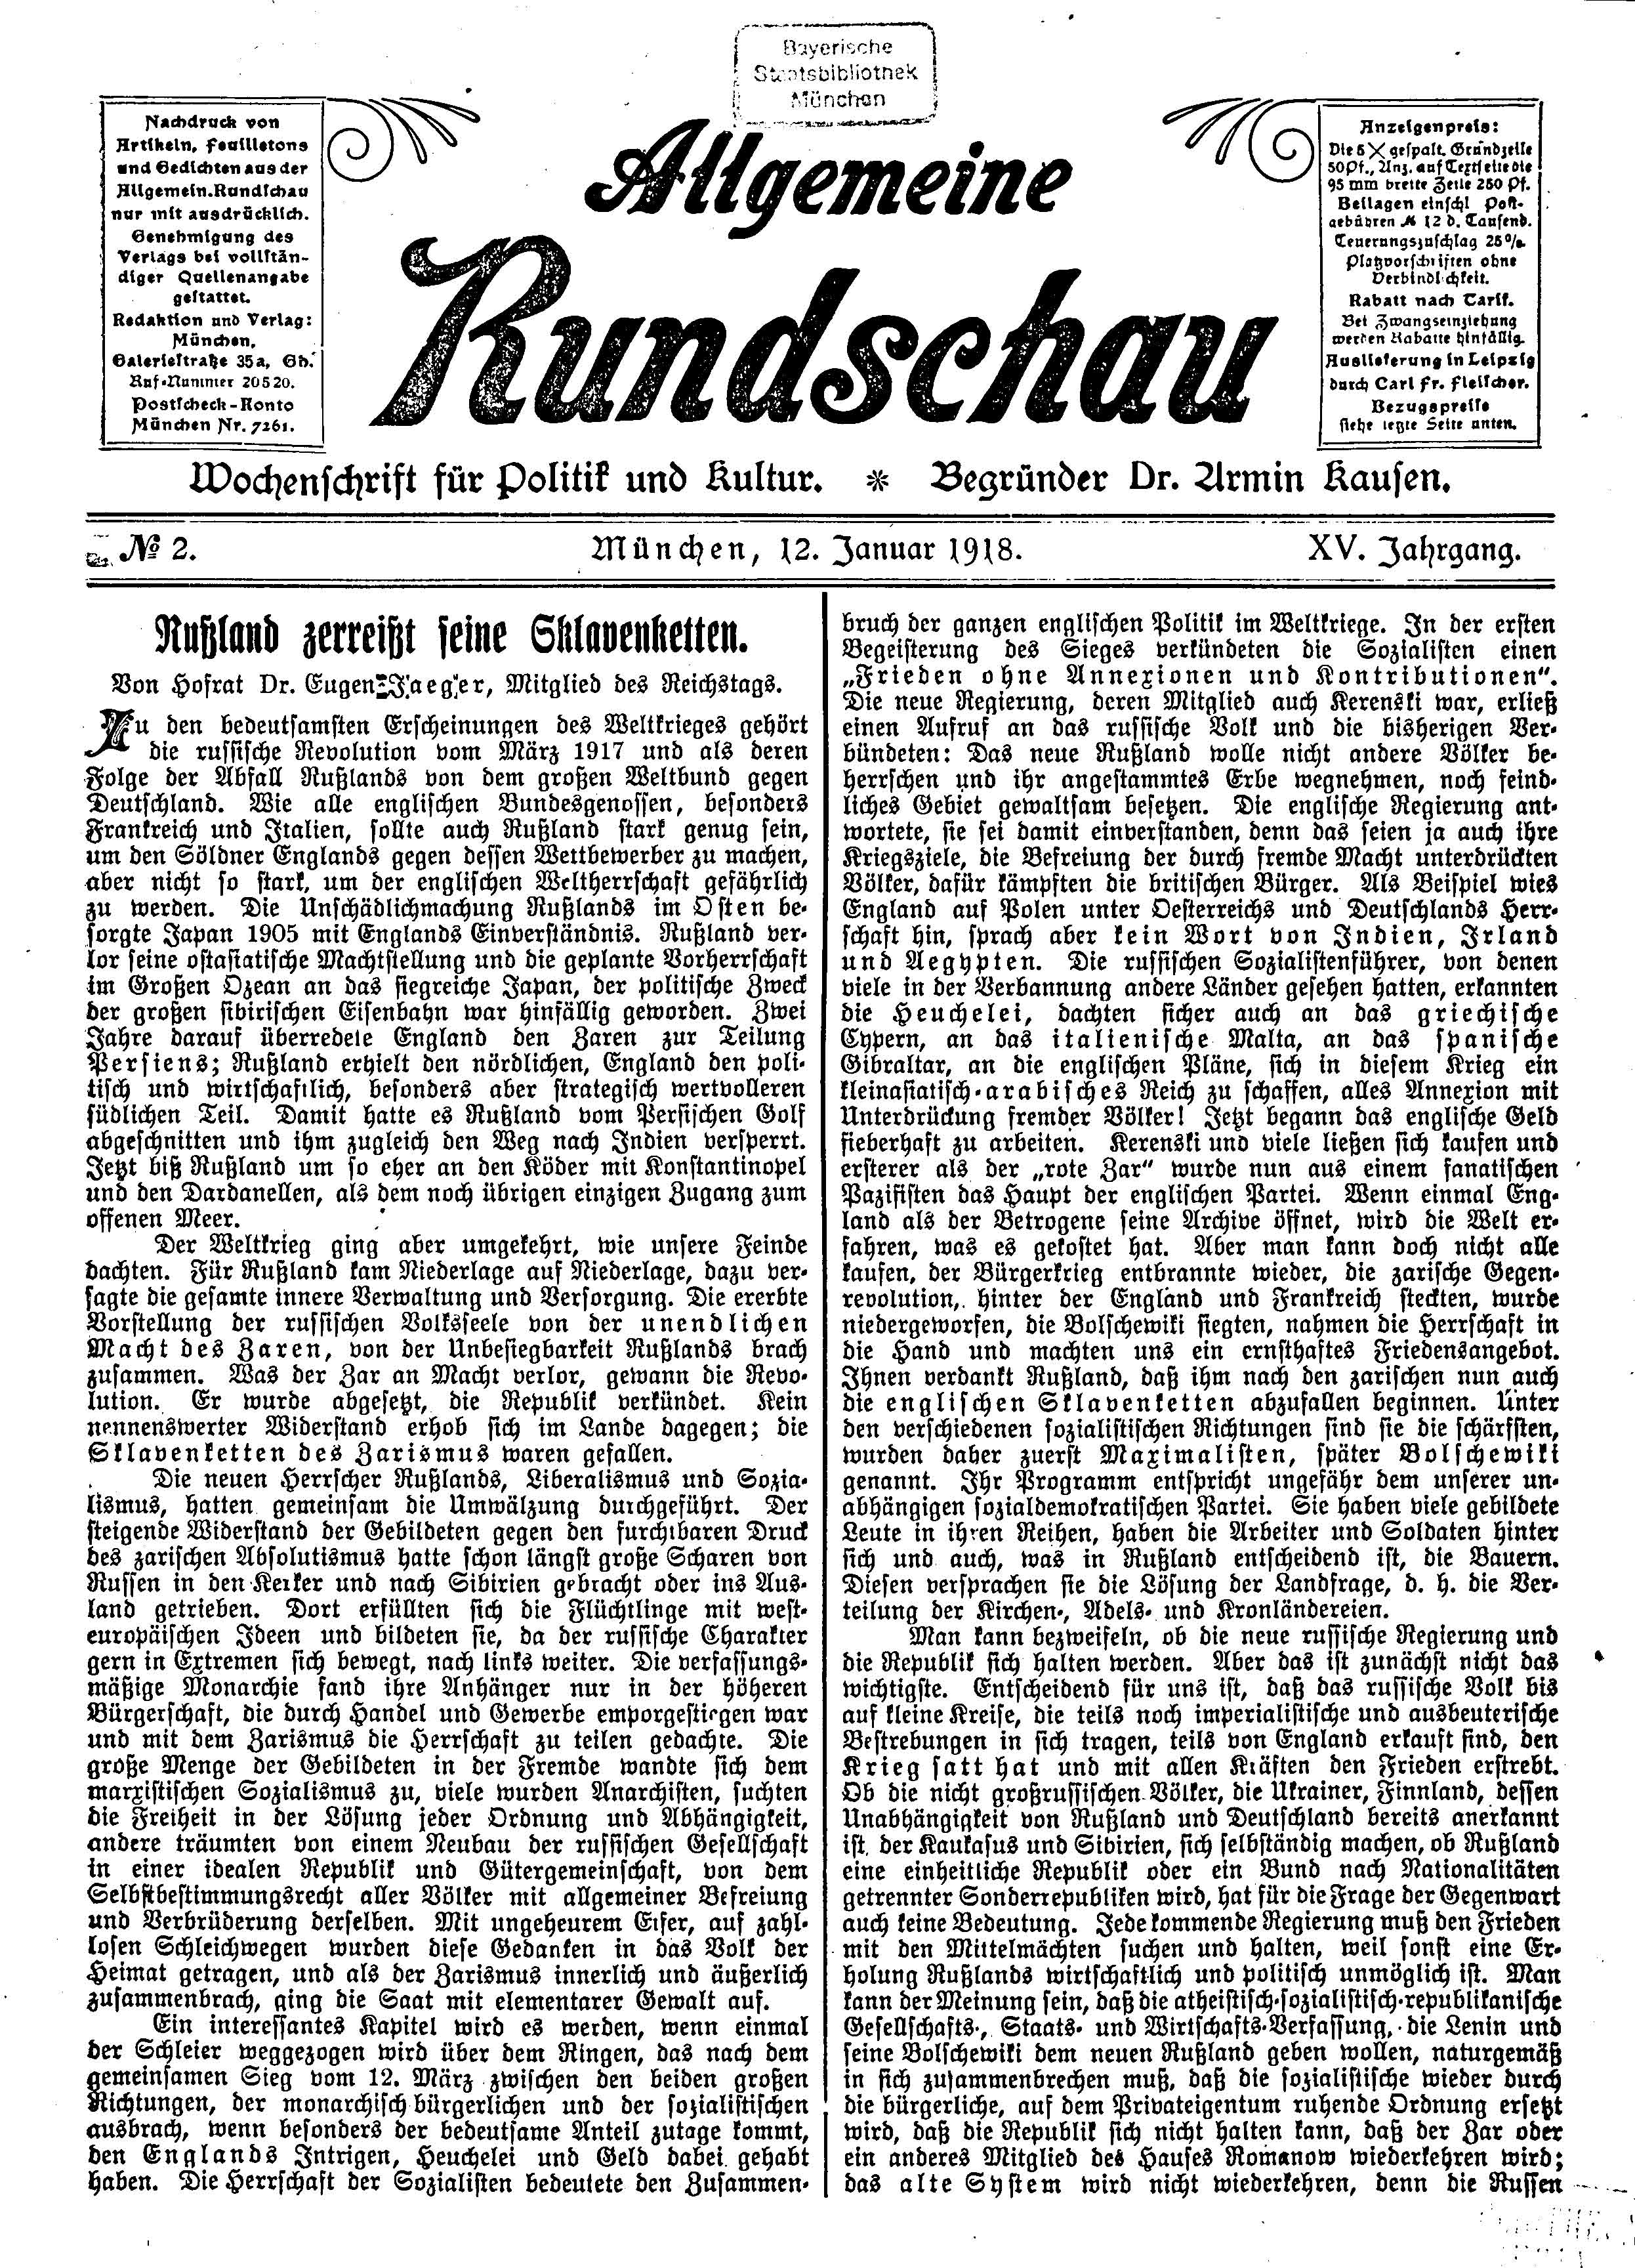 Bayerische
Staatsbibliothek
München
Nachdruck von
Artikeln, Feuilletons
und Gedichten aus der
Allgemein. Rundschau
nur mit ausdrücklich.
Genehmigung des
Verlags bei vollstän-
diger Quellenangabe
gestattet.
Redaktion und Verlag:
München,
Galeriestraße 35a, Gh.
Ruf-Nummer 20520.
Postscheck-Konto
München Nr. 7261.
Allgemeine
Rundschau
Anzeigenpreis:
Die 5 X gespalt. Grundzeile
50 Pf., Anz. auf Textseite die
95 mm breite Zeile 250 Pf.
Beilagen einschl. Post-
gebühren M 12 d. Tausend.
Teuerungszuschlag 25%.
Platzvorschriften ohne
Verbindlichkeit.
Rabatt nach Tarif.
Bei Zwangseinziehung
werden Rabatte hinfällig.
Auslieferung in Leipzig
durch Carl Fr. Fleischer.
Bezugspreise
siehe letzte Seite unten.
Wochenschrift für Politik und Kultur. * Begründer Dr. Armin Kausen.
№ 2. München, 12. Januar 1918. XV. Jahrgang.
Rußland zerreißt seine Sklavenketten.
Von Hofrat Dr. Eugen Jaeger, Mitglied des Reichstags.
Zu den bedeutsamsten Erscheinungen des Weltkrieges gehört
die russische Revolution vom März 1917 und als deren
Folge der Abfall Rußlands von dem großen Weltbund gegen
Deutschland. Wie alle englischen Bundesgenossen, besonders
Frankreich und Italien, sollte auch Rußland stark genug sein,
um den Söldner Englands gegen dessen Wettbewerber zu machen,
aber nicht so stark, um der englischen Weltherrschaft gefährlich
zu werden. Die Unschädlichmachung Rußlands im Osten be-
sorgte Japan 1905 mit Englands Einverständnis. Rußland ver-
lor seine ostasiatische Machtstellung und die geplante Vorherrschaft
im Großen Ozean an das siegreiche Japan, der politische Zweck
der großen sibirischen Eisenbahn war hinfällig geworden. Zwei
Jahre darauf überredete England den Zaren zur Teilung
Persiens; Rußland erhielt den nördlichen, England den poli-
tisch und wirtschaftlich, besonders aber strategisch wertvolleren
südlichen Teil. Damit hatte es Rußland vom Persischen Golf
abgeschnitten und ihm zugleich den Weg nach Indien versperrt.
Jetzt biß Rußland um so eher an den Köder mit Konstantinopel
und den Dardanellen, als dem noch übrigen einzigen Zugang zum
offenen Meer.
Der Weltkrieg ging aber umgekehrt, wie unsere Feinde
dachten. Für Rußland kam Niederlage auf Niederlage, dazu ver-
sagte die gesamte innere Verwaltung und Versorgung. Die ererbte
Vorstellung der russischen Volksseele von der unendlichen
Macht des Zaren, von der Unbesiegbarkeit Rußlands brach
zusammen. Was der Zar an Macht verlor, gewann die Revo-
lution. Er wurde abgesetzt, die Republik verkündet. Kein
nennenswerter Widerstand erhob sich im Lande dagegen; die
Sklavenketten des Zarismus waren gefallen.
Die neuen Herrscher Rußlands, Liberalismus und Sozia-
lismus, hatten gemeinsam die Umwälzung durchgeführt. Der
steigende Widerstand der Gebildeten gegen den furchtbaren Druck
des zarischen Absolutismus hatte schon längst große Scharen von
Russen in den Kerker und nach Sibirien gebracht oder ins Aus-
land getrieben. Dort erfüllten sich die Flüchtlinge mit west-
europäischen Ideen und bildeten sie, da der russische Charakter
gern in Extremen sich bewegt, nach links weiter. Die verfassungs-
mäßige Monarchie fand ihre Anhänger nur in der höheren
Bürgerschaft, die durch Handel und Gewerbe emporgestiegen war
und mit dem Zarismus die Herrschaft zu teilen gedachte. Die
große Menge der Gebildeten in der Fremde wandte sich dem
marxistischen Sozialismus zu, viele wurden Anarchisten, suchten
die Freiheit in der Lösung jeder Ordnung und Abhängigkeit,
andere träumten von einem Neubau der russischen Gesellschaft
in einer idealen Republik und Gütergemeinschaft, von dem
Selbstbestimmungsrecht aller Völker mit allgemeiner Befreiung
und Verbrüderung derselben. Mit ungeheurem Eifer, auf zahl-
losen Schleichwegen wurden diese Gedanken in das Volk der
Heimat getragen, und als der Zarismus innerlich und äußerlich
zusammenbrach, ging die Saat mit elementarer Gewalt auf.
Ein interessantes Kapitel wird es werden, wenn einmal
der Schleier weggezogen wird über dem Ringen, das nach dem
gemeinsamen Sieg vom 12. März zwischen den beiden großen
Richtungen, der monarchisch-bürgerlichen und der sozialistischen
ausbrach, wenn besonders der bedeutsame Anteil zutage kommt,
den Englands Intrigen, Heuchelei und Geld dabei gehabt
haben. Die Herrschaft der Sozialisten bedeutete den Zusammen-
bruch der ganzen englischen Politik im Weltkriege. In der ersten
Begeisterung des Sieges verkündeten die Sozialisten einen
„Frieden ohne Annexionen und Kontributionen“.
Die neue Regierung, deren Mitglied auch Kerenski war, erließ
einen Aufruf an das russische Volk und die bisherigen Ver-
bündeten: Das neue Rußland wolle nicht andere Völker be-
herrschen und ihr angestammtes Erbe wegnehmen, noch feind-
liches Gebiet gewaltsam besetzen. Die englische Regierung ant-
wortete, sie sei damit einverstanden, denn das seien ja auch ihre
Kriegsziele, die Befreiung der durch fremde Macht unterdrückten
Völker, dafür kämpften die britischen Bürger. Als Beispiel wies
England auf Polen unter Oesterreichs und Deutschlands Herr-
schaft hin, sprach aber kein Wort von Indien, Irland
und Aegypten. Die russischen Sozialistenführer, von denen
viele in der Verbannung andere Länder gesehen hatten, erkannten
die Heuchelei, dachten sicher auch an das griechische
Cypern, an das italienische Malta, an das spanische
Gibraltar, an die englischen Pläne, sich in diesem Krieg ein
kleinasiatisch-arabisches Reich zu schaffen, alles Annexion mit
Unterdrückung fremder Völker! Jetzt begann das englische Geld
fieberhaft zu arbeiten. Kerenski und viele ließen sich kaufen und
ersterer als der „rote Zar“ wurde nun aus einem fanatischen
Pazifisten das Haupt der englischen Partei. Wenn einmal Eng-
land als der Betrogene seine Archive öffnet, wird die Welt er-
fahren, was es gekostet hat. Aber man kann doch nicht alle
kaufen, der Bürgerkrieg entbrannte wieder, die zarische Gegen-
revolution, hinter der England und Frankreich steckten, wurde
niedergeworfen, die Bolschewiki siegten, nahmen die Herrschaft in
die Hand und machten uns ein ernsthaftes Friedensangebot.
Ihnen verdankt Rußland, daß ihm nach den zarischen nun auch
die englischen Sklavenketten abzufallen beginnen. Unter
den verschiedenen sozialistischen Richtungen sind sie die schärfsten,
wurden daher zuerst Maximalisten, später Bolschewiki
genannt. Ihr Programm entspricht ungefähr dem unserer un-
abhängigen sozialdemokratischen Partei. Sie haben viele gebildete
Leute in ihren Reihen, haben die Arbeiter und Soldaten hinter
sich und auch, was in Rußland entscheidend ist, die Bauern.
Diesen versprachen sie die Lösung der Landfrage, d. h. die Ver-
teilung der Kirchen-, Adels- und Kronländereien.
Man kann bezweifeln, ob die neue russische Regierung und
die Republik sich halten werden. Aber das ist zunächst nicht das
wichtigste. Entscheidend für uns ist, daß das russische Volk bis
auf kleine Kreise, die teils noch imperialistische und ausbeuterische
Bestrebungen in sich tragen, teils von England erkauft sind, den
Krieg satt hat und mit allen Kräften den Frieden erstrebt.
Ob die nicht großrussischen Völker, die Ukrainer, Finnland, dessen
Unabhängigkeit von Rußland und Deutschland bereits anerkannt
ist, der Kaukasus und Sibirien, sich selbständig machen, ob Rußland
eine einheitliche Republik oder ein Bund nach Nationalitäten
getrennter Sonderrepubliken wird, hat für die Frage der Gegenwart
auch keine Bedeutung. Jede kommende Regierung muß den Frieden
mit den Mittelmächten suchen und halten, weil sonst eine Er-
holung Rußlands wirtschaftlich und politisch unmöglich ist. Man
kann der Meinung sein, daß die atheistisch-sozialistisch-republikanische
Gesellschafts-, Staats- und Wirtschafts-Verfassung, die Lenin und
seine Bolschewiki dem neuen Rußland geben wollen, naturgemäß
in sich zusammenbrechen muß, daß die sozialistische wieder durch
die bürgerliche, auf dem Privateigentum ruhende Ordnung ersetzt
wird, daß die Republik sich nicht halten kann, daß der Zar oder
ein anderes Mitglied des Hauses Romanow wiederkehren wird;
das alte System wird nicht wiederkehren, denn die Russen